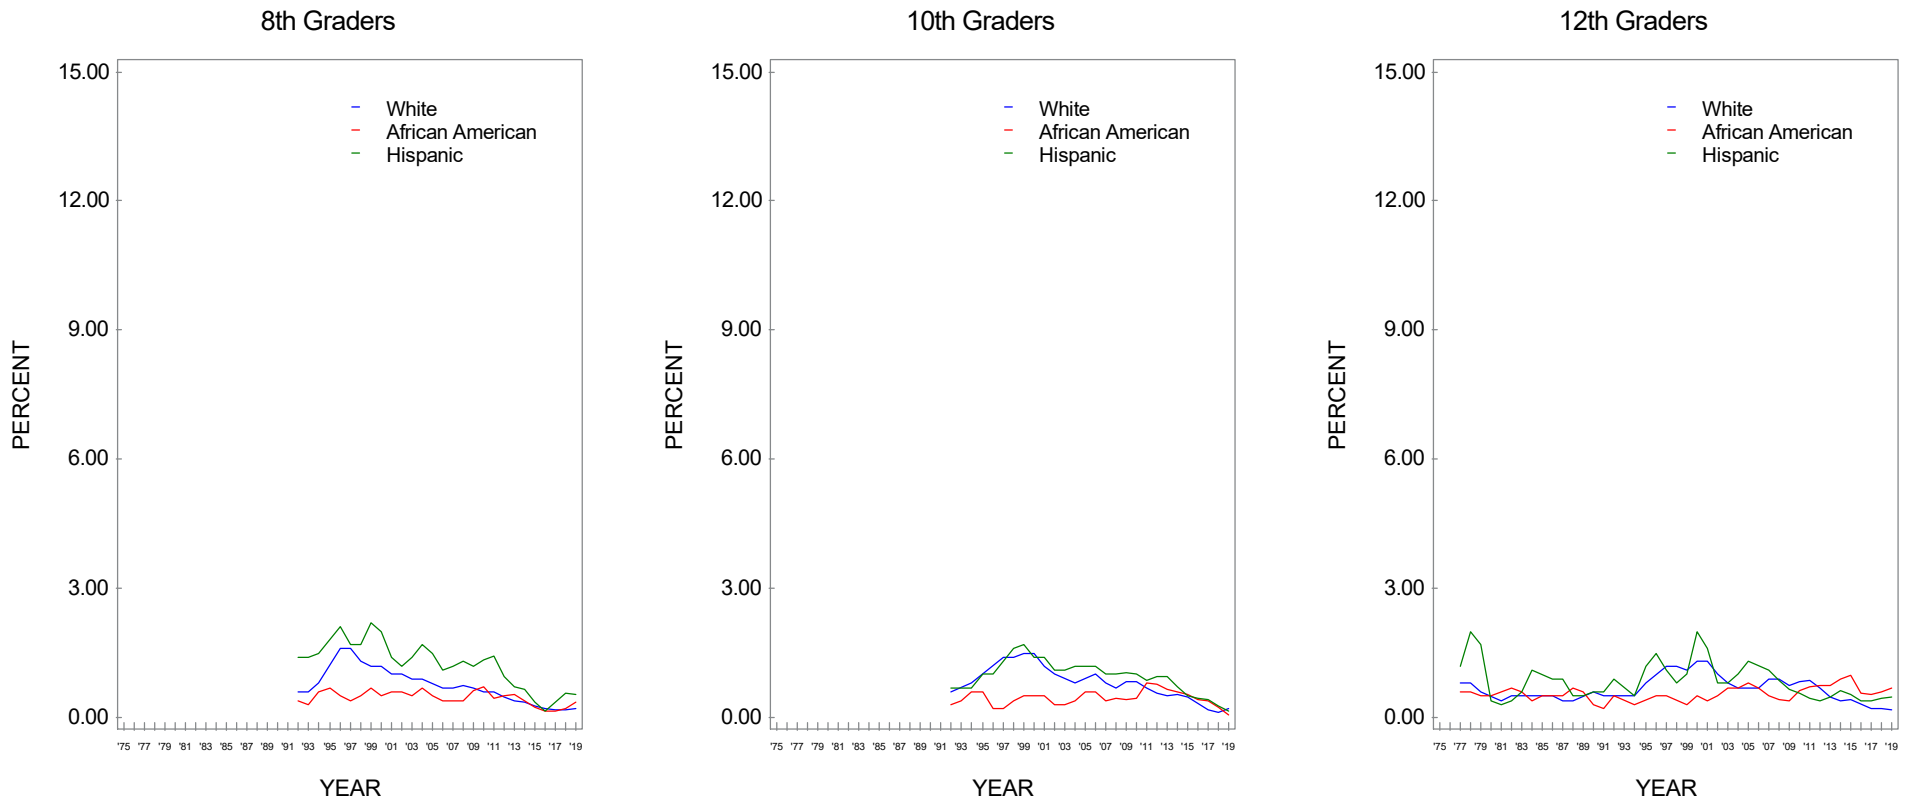 8th Graders
15.00
12.00
9.00
6.00
3.00
0.00
PERCENT
White
African American
Hispanic
'75 '77 '79 '81 '83 '85 '87 '89 '91 '93 '95 '97 '99 '01 '03 '05 '07 '09 '11 '13 '15 '17 '19
YEAR
10th Graders
15.00
12.00
9.00
6.00
3.00
0.00
PERCENT
White
African American
Hispanic
'75 '77 '79 '81 '83 '85 '87 '89 '91 '93 '95 '97 '99 '01 '03 '05 '07 '09 '11 '13 '15 '17 '19
YEAR
12th Graders
15.00
12.00
9.00
6.00
3.00
0.00
PERCENT
White
African American
Hispanic
'75 '77 '79 '81 '83 '85 '87 '89 '91 '93 '95 '97 '99 '01 '03 '05 '07 '09 '11 '13 '15 '17 '19
YEAR